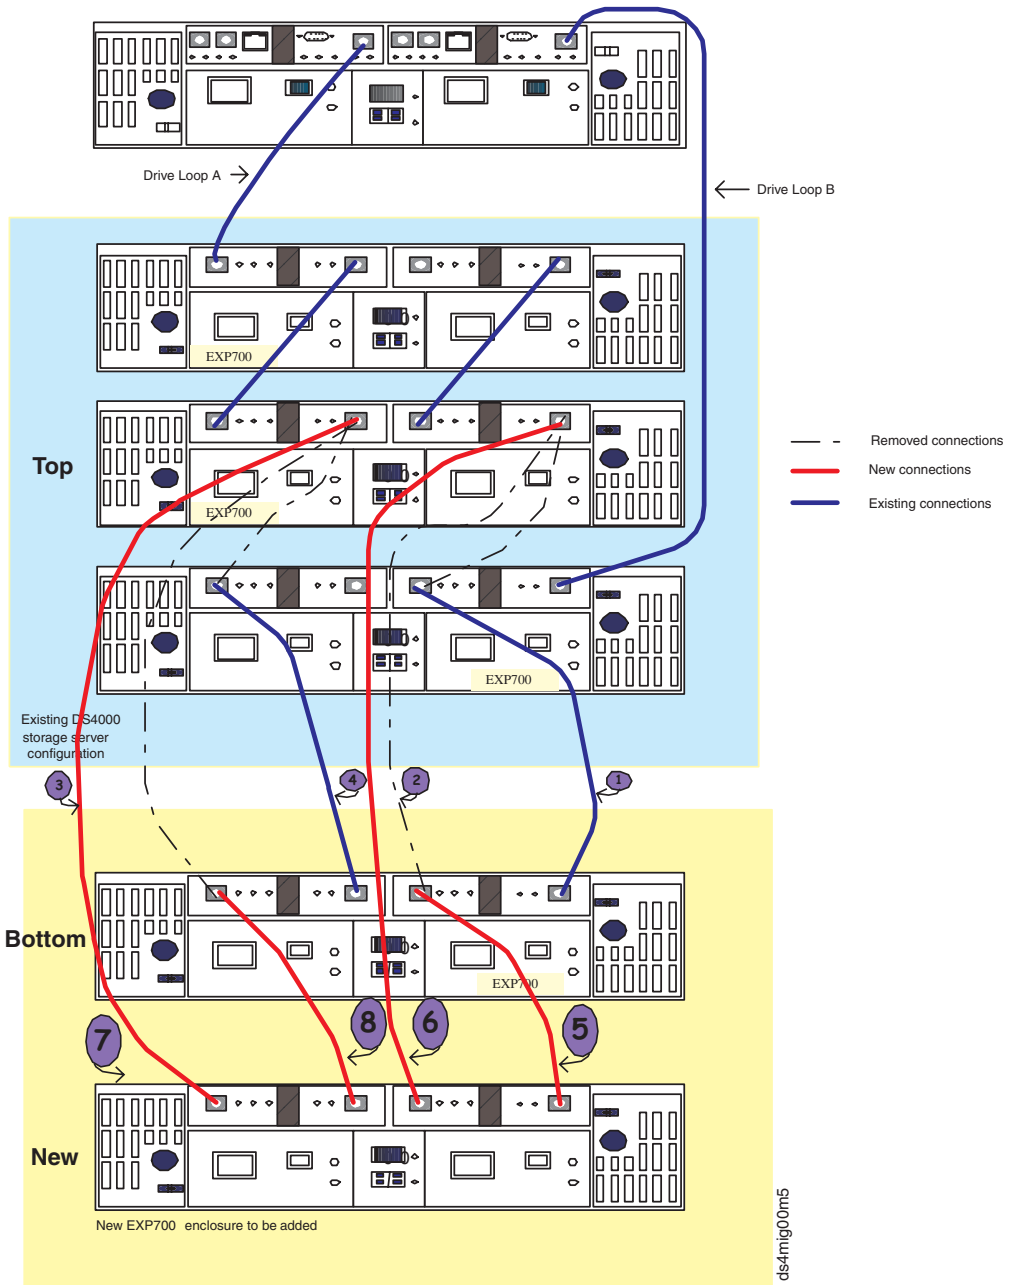 Drive Loop A
Drive Loop B
EXP700
Top
EXP700
Removed connections
New connections
Existing connections
EXP700
Existing DS4000
storage server
configuration
3
4
2
1
Bottom
EXP700
7
8
6
5
New
New EXP700 enclosure to be added
ds4mig00m5